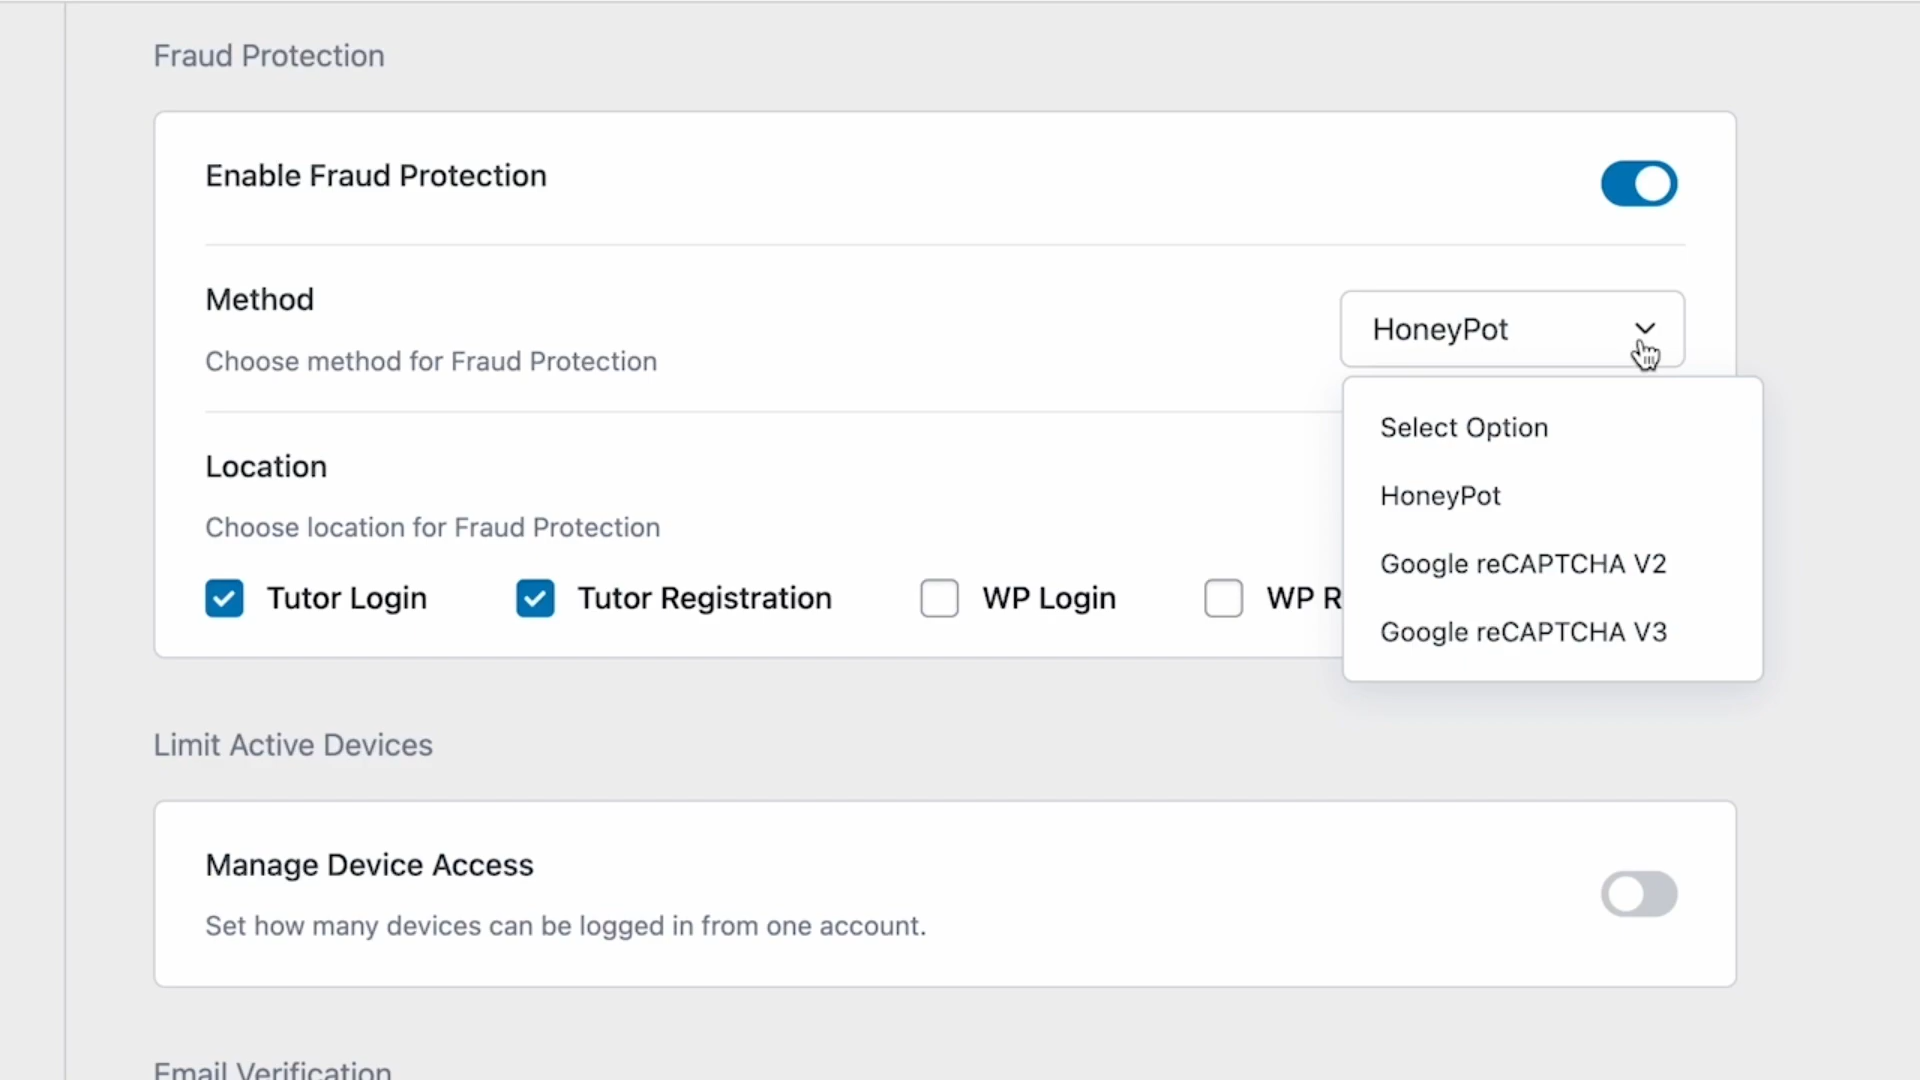 Fraud Protection
Enable Fraud Protection
Method
HoneyPot
Choose method for Fraud Protection
Select Option
HoneyPot
Google reCAPTCHA V2
Google reCAPTCHA V3
Location
Choose location for Fraud Protection
Tutor Login
Tutor Registration
WP Login
WP R
Limit Active Devices
Manage Device Access
Set how many devices can be logged in from one account.
Email Verification